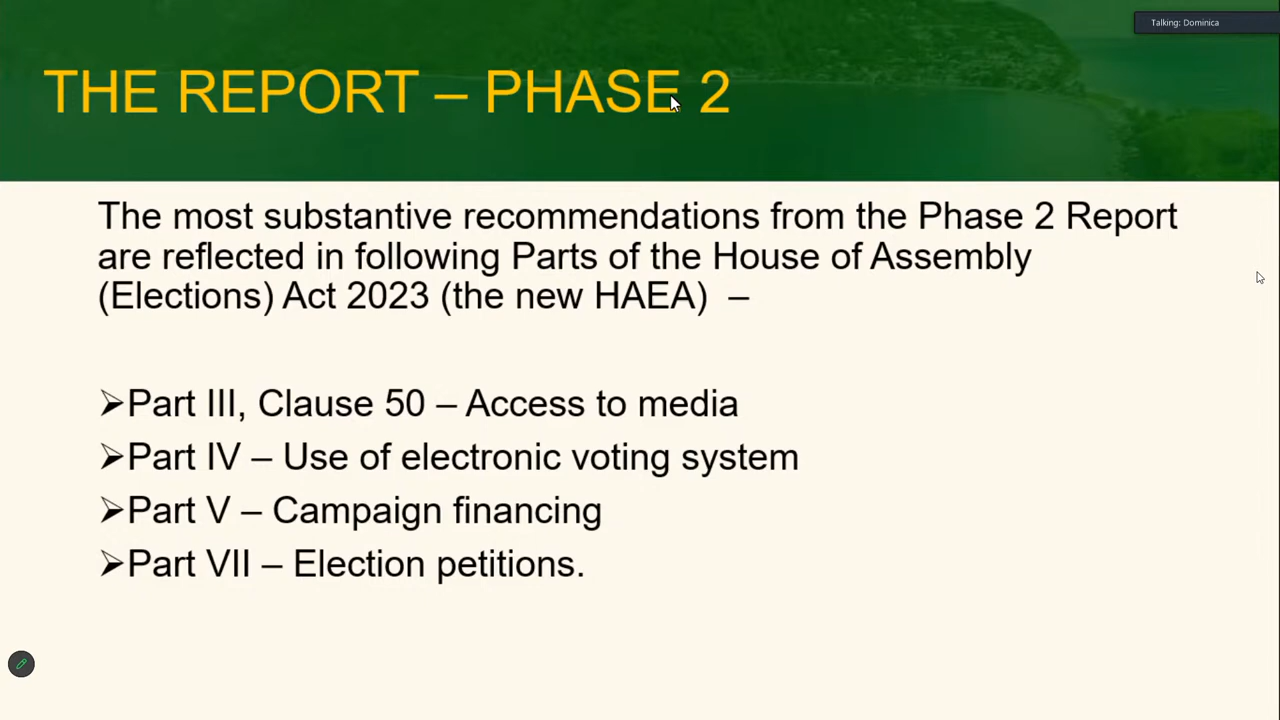 Talking: Dominica
THE REPORT – PHASE 2
The most substantive recommendations from the Phase 2 Report
are reflected in following Parts of the House of Assembly
(Elections) Act 2023 (the new HAEA) –
➢Part III, Clause 50 – Access to media
➢Part IV – Use of electronic voting system
➢Part V – Campaign financing
➢Part VII – Election petitions.